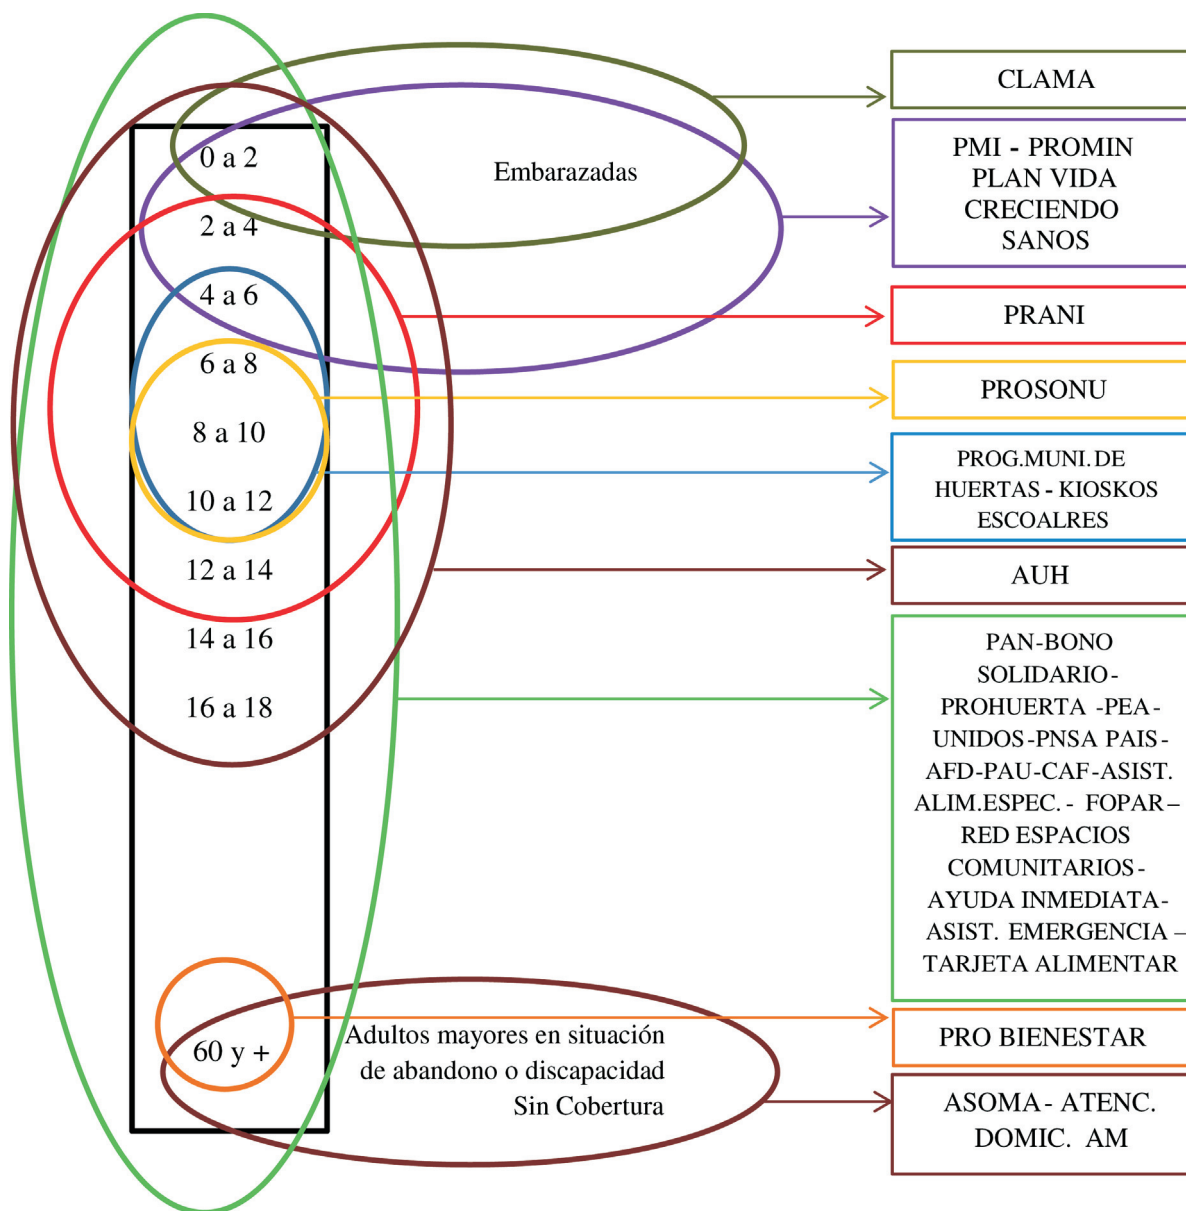 0 a 2
2 a 4
4 a 6
6 a 8
8 a 10
10 a 12
12 a 14
14 a 16
16 a 18
60 y +
Embarazadas
Adultos mayores en situación
de abandono o discapacidad
Sin Cobertura
CLAMA
PMI - PROMIN
PLAN VIDA
CRECIENDO
SANOS
PRANI
PROSONU
PROG.MUNI.DE
HUERTAS - KIOSKOS
ESCOALRES
AUH
PAN-BONO
SOLIDARIO-
PROHUERTA -PEA-
UNIDOS-PNSA PAIS-
AFD-PAU-CAF-ASIST.
ALIM.ESPEC. - FOPAR–
RED ESPACIOS
COMUNITARIOS-
AYUDA INMEDIATA-
ASIST. EMERGENCIA –
TARJETA ALIMENTAR
PRO BIENESTAR
ASOMA - ATENC.
DOMIC. AM